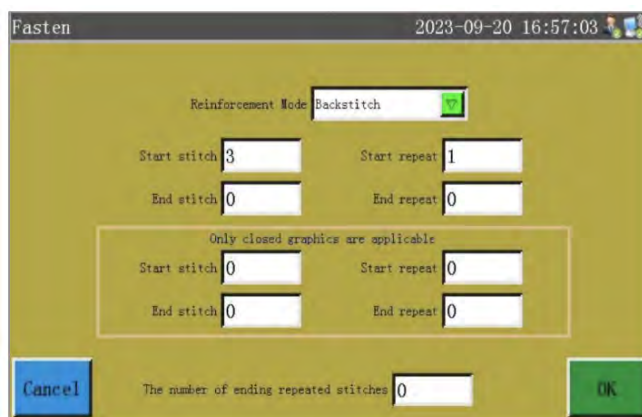 Fasten 2023-09-20 16:57:03
Reinforcement Mode Backstitch
Start stitch 3 Start repeat 1
End stitch 0 End repeat 0
Only closed graphics are applicable
Start stitch 0 Start repeat 0
End stitch 0 End repeat 0
Cancel The number of ending repeated stitches 0 OK